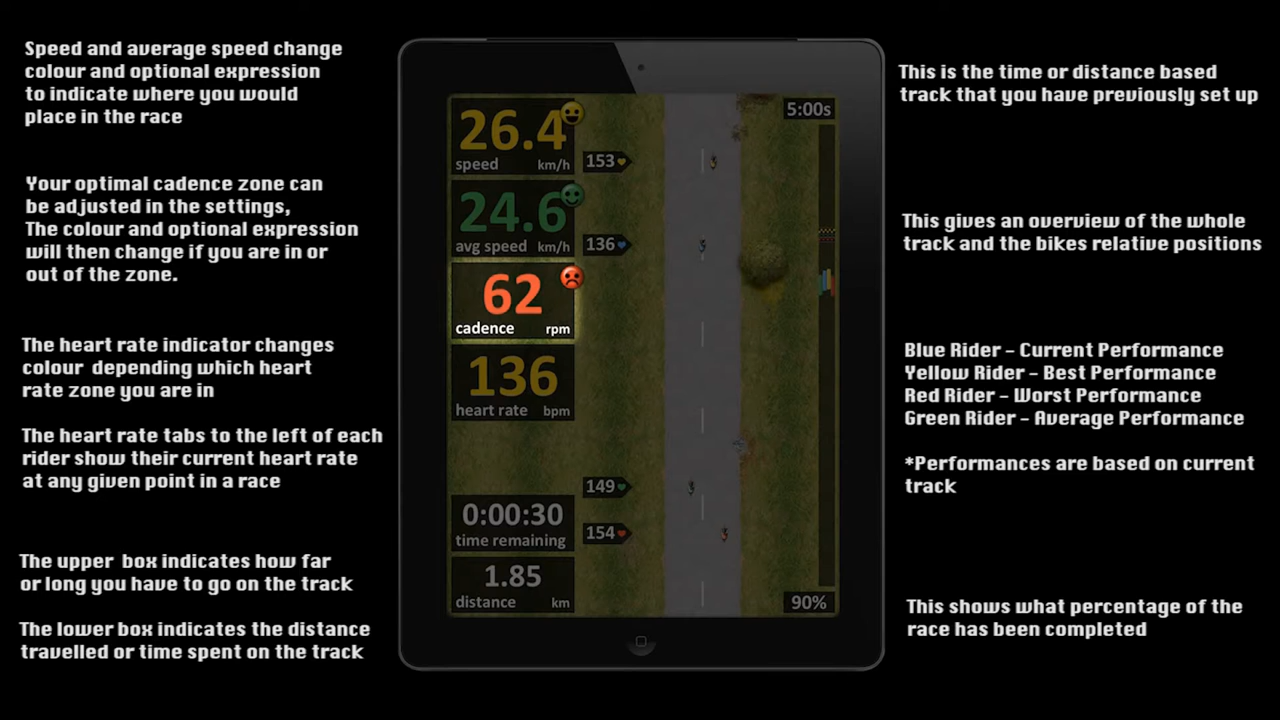 Speed and average speed change
colour and optional expression
to indicate where you would
place in the race
Your optimal cadence zone can
be adjusted in the settings,
The colour and optional expression
will then change if you are in or
out of the zone.
The heart rate indicator changes
colour depending which heart
rate zone you are in
The heart rate tabs to the left of each
rider show their current heart rate
at any given point in a race
The upper box indicates how far
or long you have to go on the track
The lower box indicates the distance
travelled or time spent on the track
26.4
speed km/h
153
24.6
avg speed km/h
136
62
cadence rpm
136
heart rate bpm
149
0:00:30
time remaining
154
1.85
distance km
5:00s
90%
This is the time or distance based
track that you have previously set up
This gives an overview of the whole
track and the bikes relative positions
Blue Rider - Current Performance
Yellow Rider - Best Performance
Red Rider - Worst Performance
Green Rider - Average Performance
*Performances are based on current
track
This shows what percentage of the
race has been completed